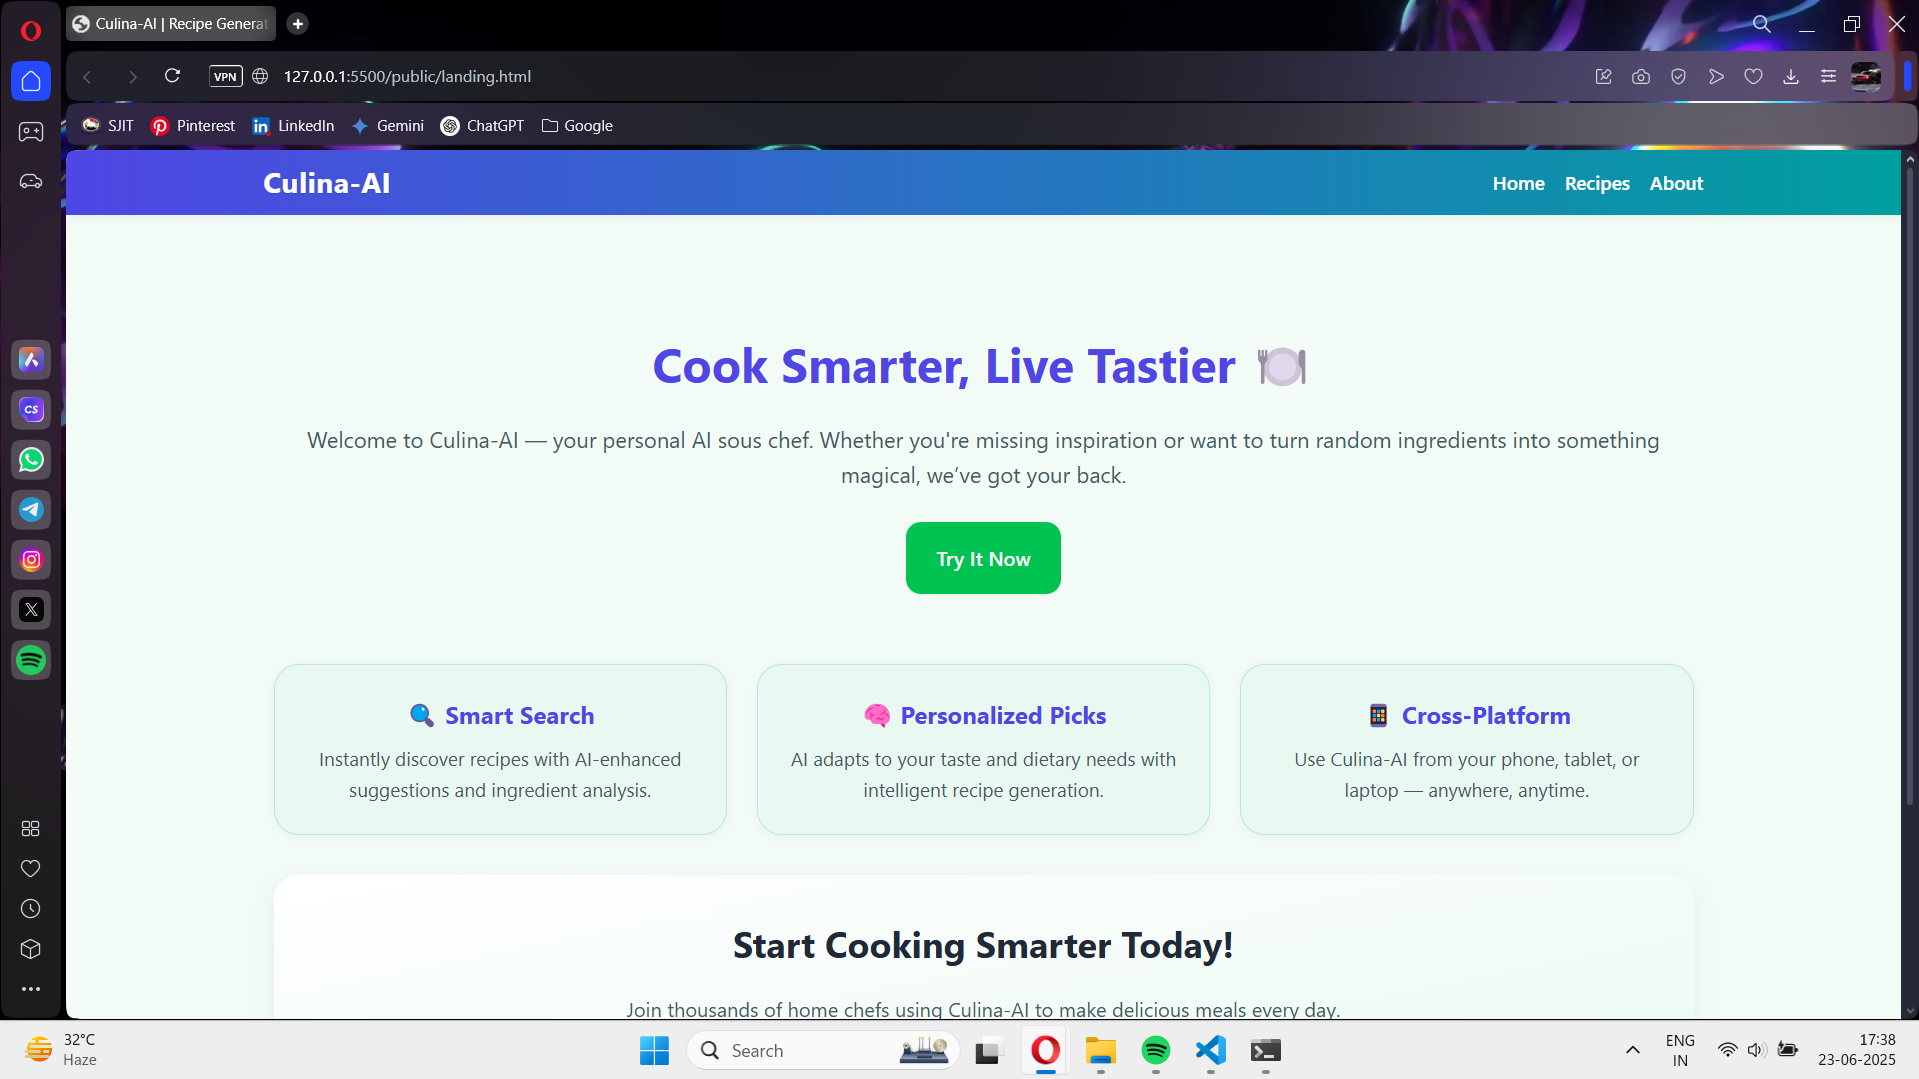 Culina-AI | Recipe Generat
VPN
127.0.0.1:5500/public/landing.html
SJIT
Pinterest
LinkedIn
Gemini
ChatGPT
Google
Culina-AI
Home
Recipes
About
Cook Smarter, Live Tastier
Welcome to Culina-AI — your personal AI sous chef. Whether you're missing inspiration or want to turn random ingredients into something
magical, we’ve got your back.
Try It Now
Smart Search
Instantly discover recipes with AI-enhanced
suggestions and ingredient analysis.
Personalized Picks
AI adapts to your taste and dietary needs with
intelligent recipe generation.
Cross-Platform
Use Culina-AI from your phone, tablet, or
laptop — anywhere, anytime.
Start Cooking Smarter Today!
Join thousands of home chefs using Culina-AI to make delicious meals every day.
CS
32°C
Haze
Search
ENG
IN
17:38
23-06-2025